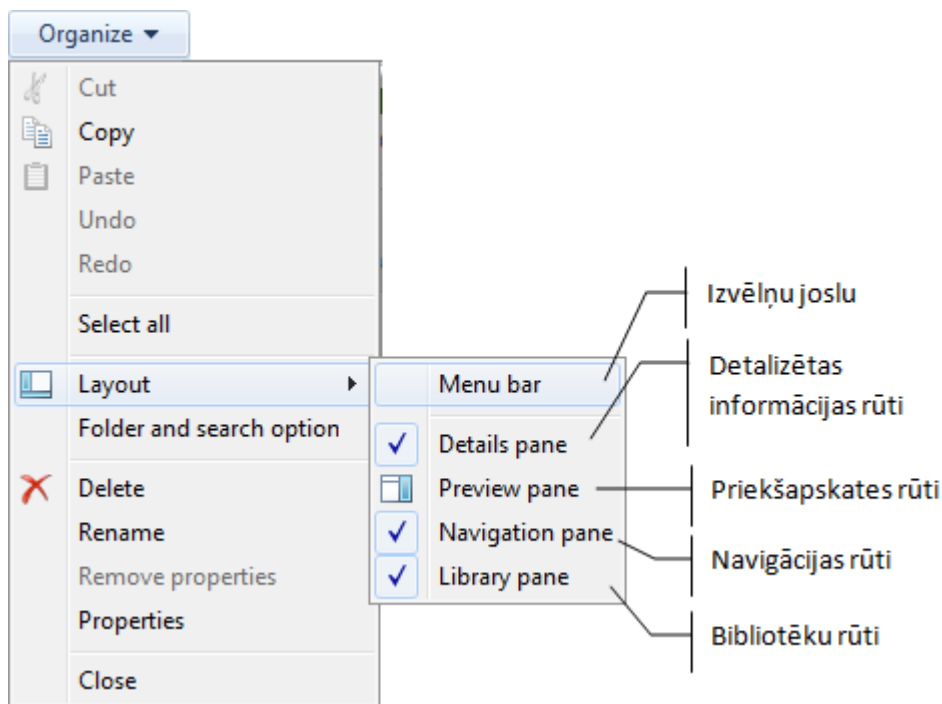 Organize
Cut
Copy
Paste
Undo
Redo
Select all
Layout
Folder and search option
Delete
Rename
Remove properties
Properties
Close
Menu bar
Details pane
Preview pane
Navigation pane
Library pane
Izvēlņu joslu
Detalizētas
informācijas rūti
Priekšapskates rūti
Navigācijas rūti
Bibliotēku rūti